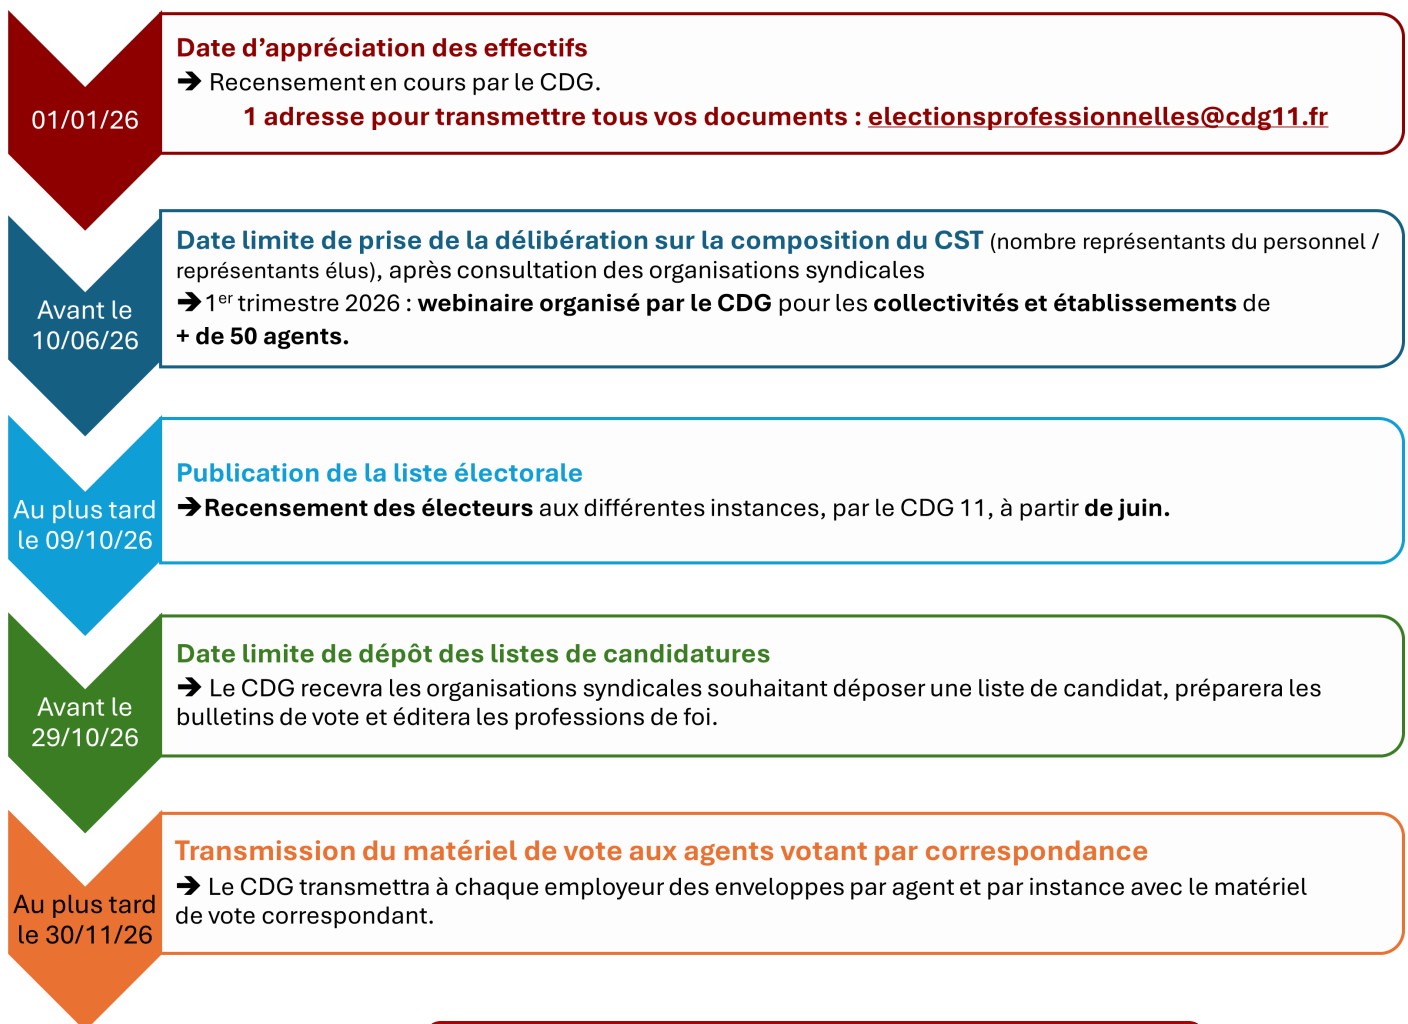 01/01/26
Date d’appréciation des effectifs
➔ Recensement en cours par le CDG.
1 adresse pour transmettre tous vos documents : electionsprofessionnelles@cdg11.fr
Avant le
10/06/26
Date limite de prise de la délibération sur la composition du CST (nombre représentants du personnel /
représentants élus), après consultation des organisations syndicales
➔1er trimestre 2026 : webinaire organisé par le CDG pour les collectivités et établissements de
+ de 50 agents.
Au plus tard
le 09/10/26
Publication de la liste électorale
➔Recensement des électeurs aux différentes instances, par le CDG 11, à partir de juin.
Avant le
29/10/26
Date limite de dépôt des listes de candidatures
➔ Le CDG recevra les organisations syndicales souhaitant déposer une liste de candidat, préparera les
bulletins de vote et éditera les professions de foi.
Au plus tard
le 30/11/26
Transmission du matériel de vote aux agents votant par correspondance
➔ Le CDG transmettra à chaque employeur des enveloppes par agent et par instance avec le matériel
de vote correspondant.